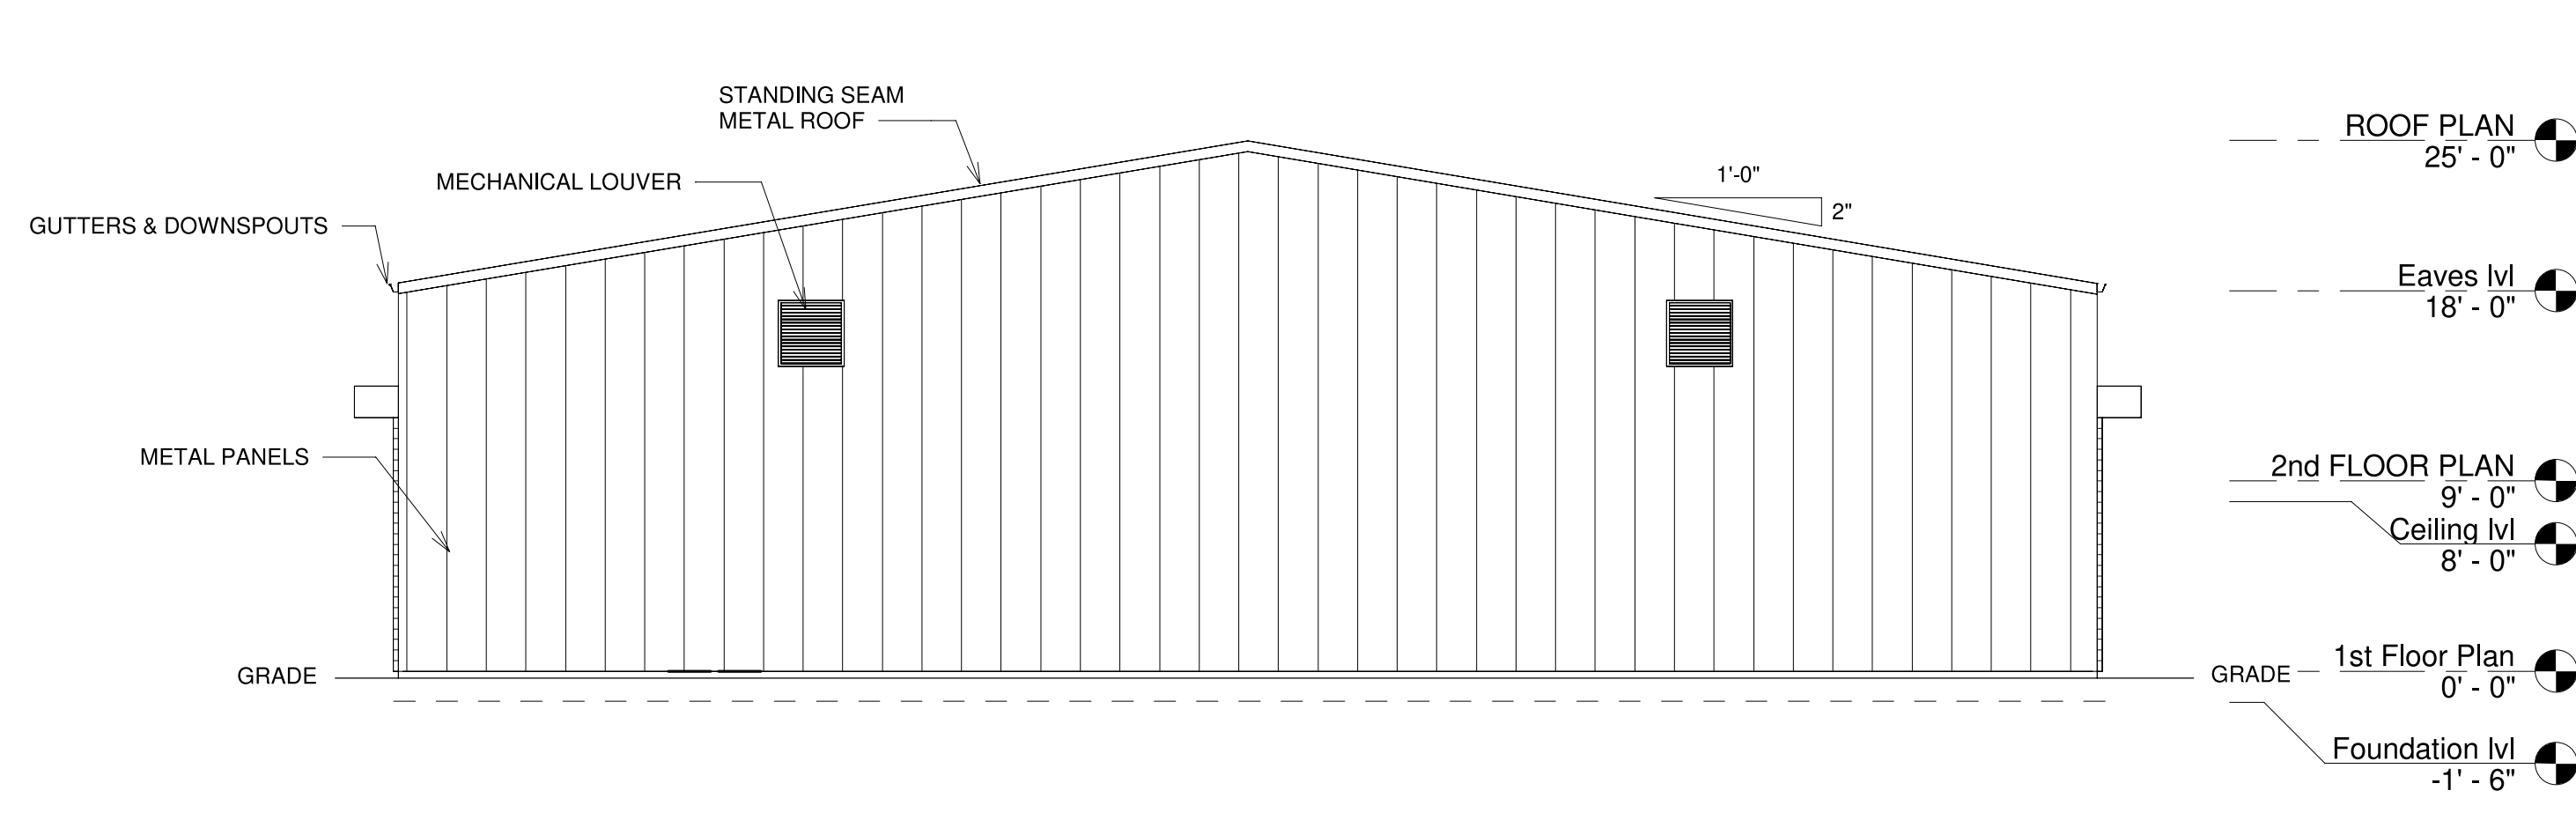 STANDING SEAM
METAL ROOF
MECHANICAL LOUVER
GUTTERS & DOWNSPOUTS
METAL PANELS
GRADE
1'-0"
2"
GRADE
ROOF PLAN
25' - 0"
Eaves lvl
18' - 0"
2nd FLOOR PLAN
9' - 0"
Ceiling lvl
8' - 0"
1st Floor Plan
0' - 0"
Foundation lvl
-1' - 6"